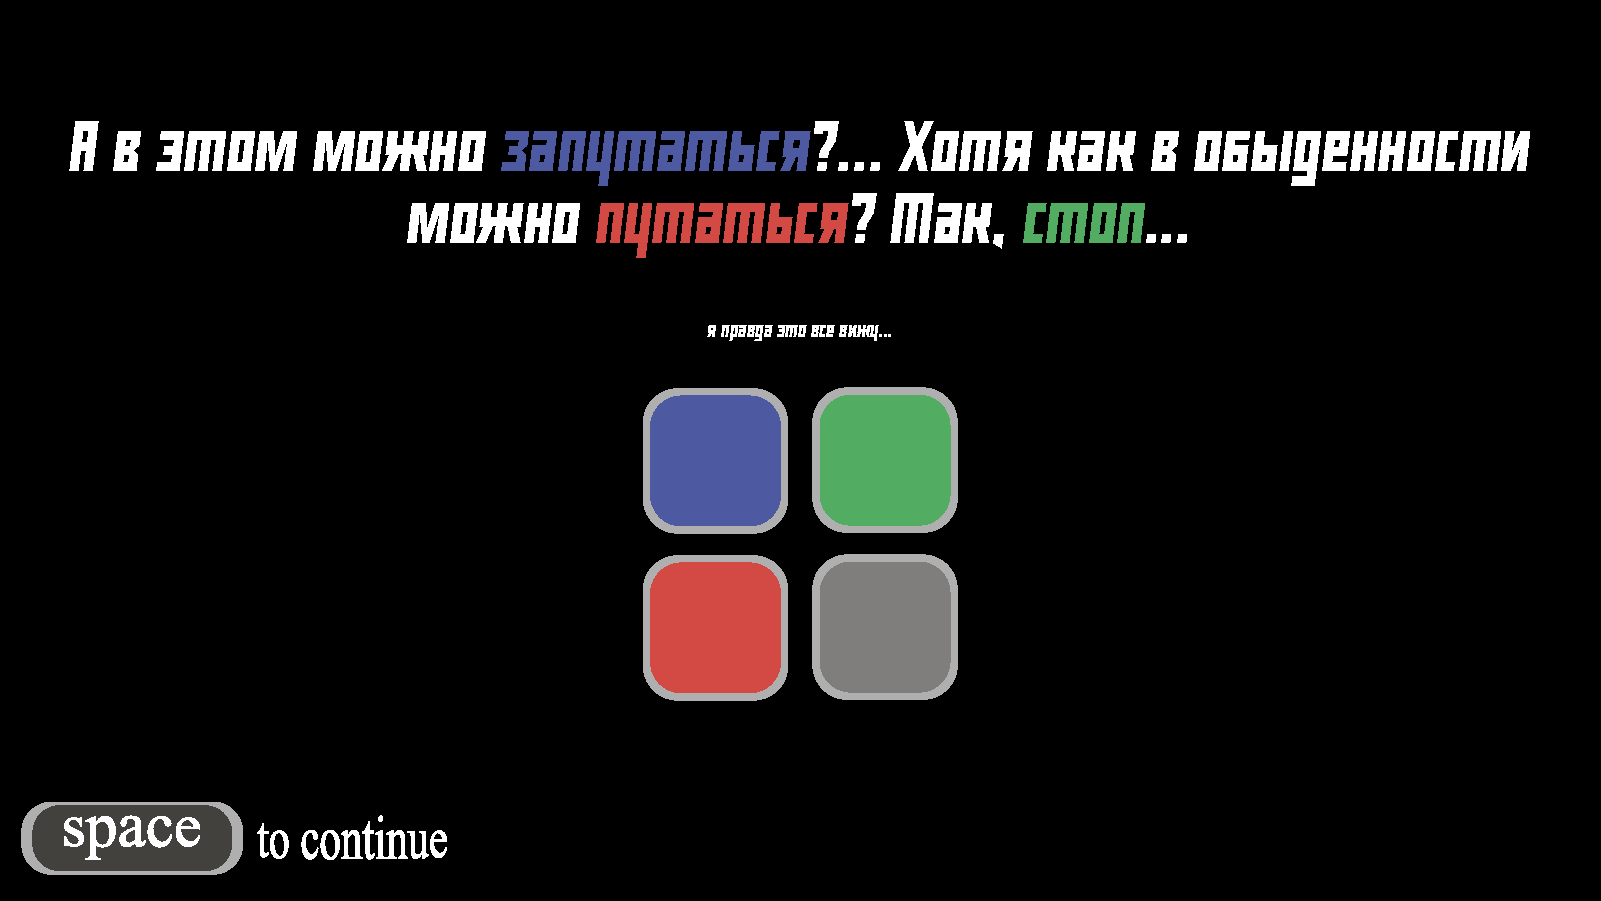 А в этом можно запутаться?... Хотя как в обыденности
можно путаться? Так, стоп...
я правда это все вижу...
space to continue